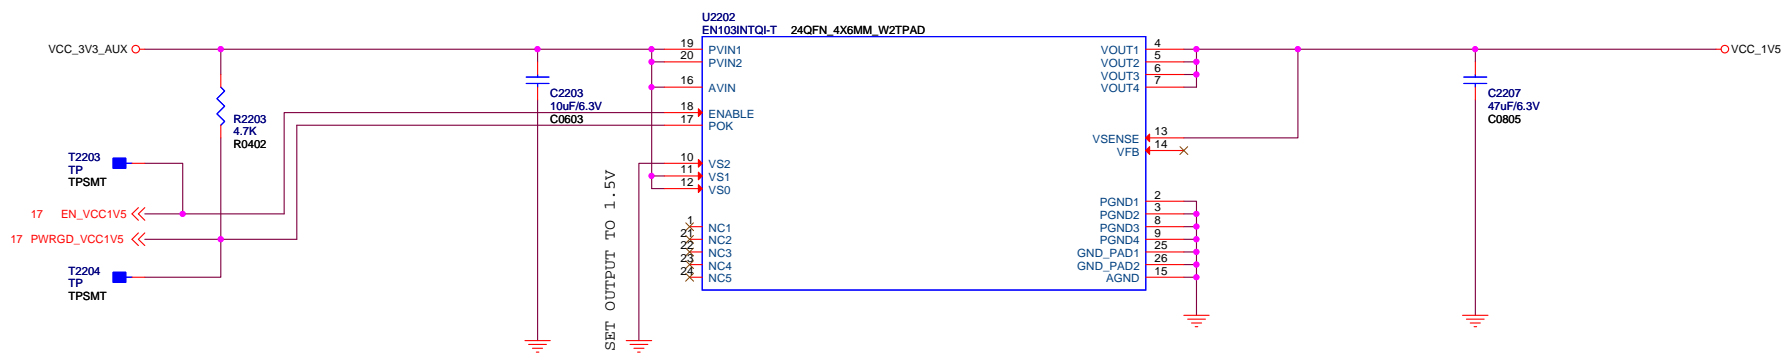 U2202
EN103INTQI-T 24QFN_4X6MM_W2TPAD
VCC_3V3_AUX
VCC_1V5
19 PVIN1
20 PVIN2
16 AVIN
18 ENABLE
17 POK
10 VS2
11 VS1
12 VS0
1 NC1
21 NC2
22 NC3
23 NC4
24 NC5
VOUT1 4
VOUT2 5
VOUT3 6
VOUT4 7
VSENSE 13
VFB 14
PGND1 2
PGND2 3
PGND3 8
PGND4 9
GND_PAD1 25
GND_PAD2 26
AGND 15
C2203
10uF/6.3V
C0603
C2207
47uF/6.3V
C0805
R2203
4.7K
R0402
T2203
TP
TPSMT
17 EN_VCC1V5
17 PWRGD_VCC1V5
T2204
TP
TPSMT
SET OUTPUT TO 1.5V